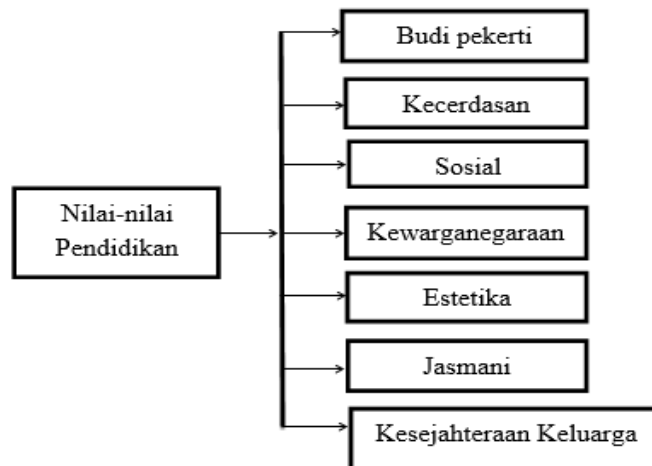 Budi pekerti
Kecerdasan
Sosial
Nilai-nilai
Pendidikan
Kewarganegaraan
Estetika
Jasmani
Kesejahteraan Keluarga